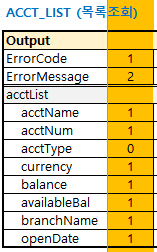 ACCT_LIST (목록조회)
Output
ErrorCode 1
ErrorMessage 2
acctList
acctName 1
acctNum 1
acctType 0
currency 1
balance 1
availableBal 1
branchName 1
openDate 1